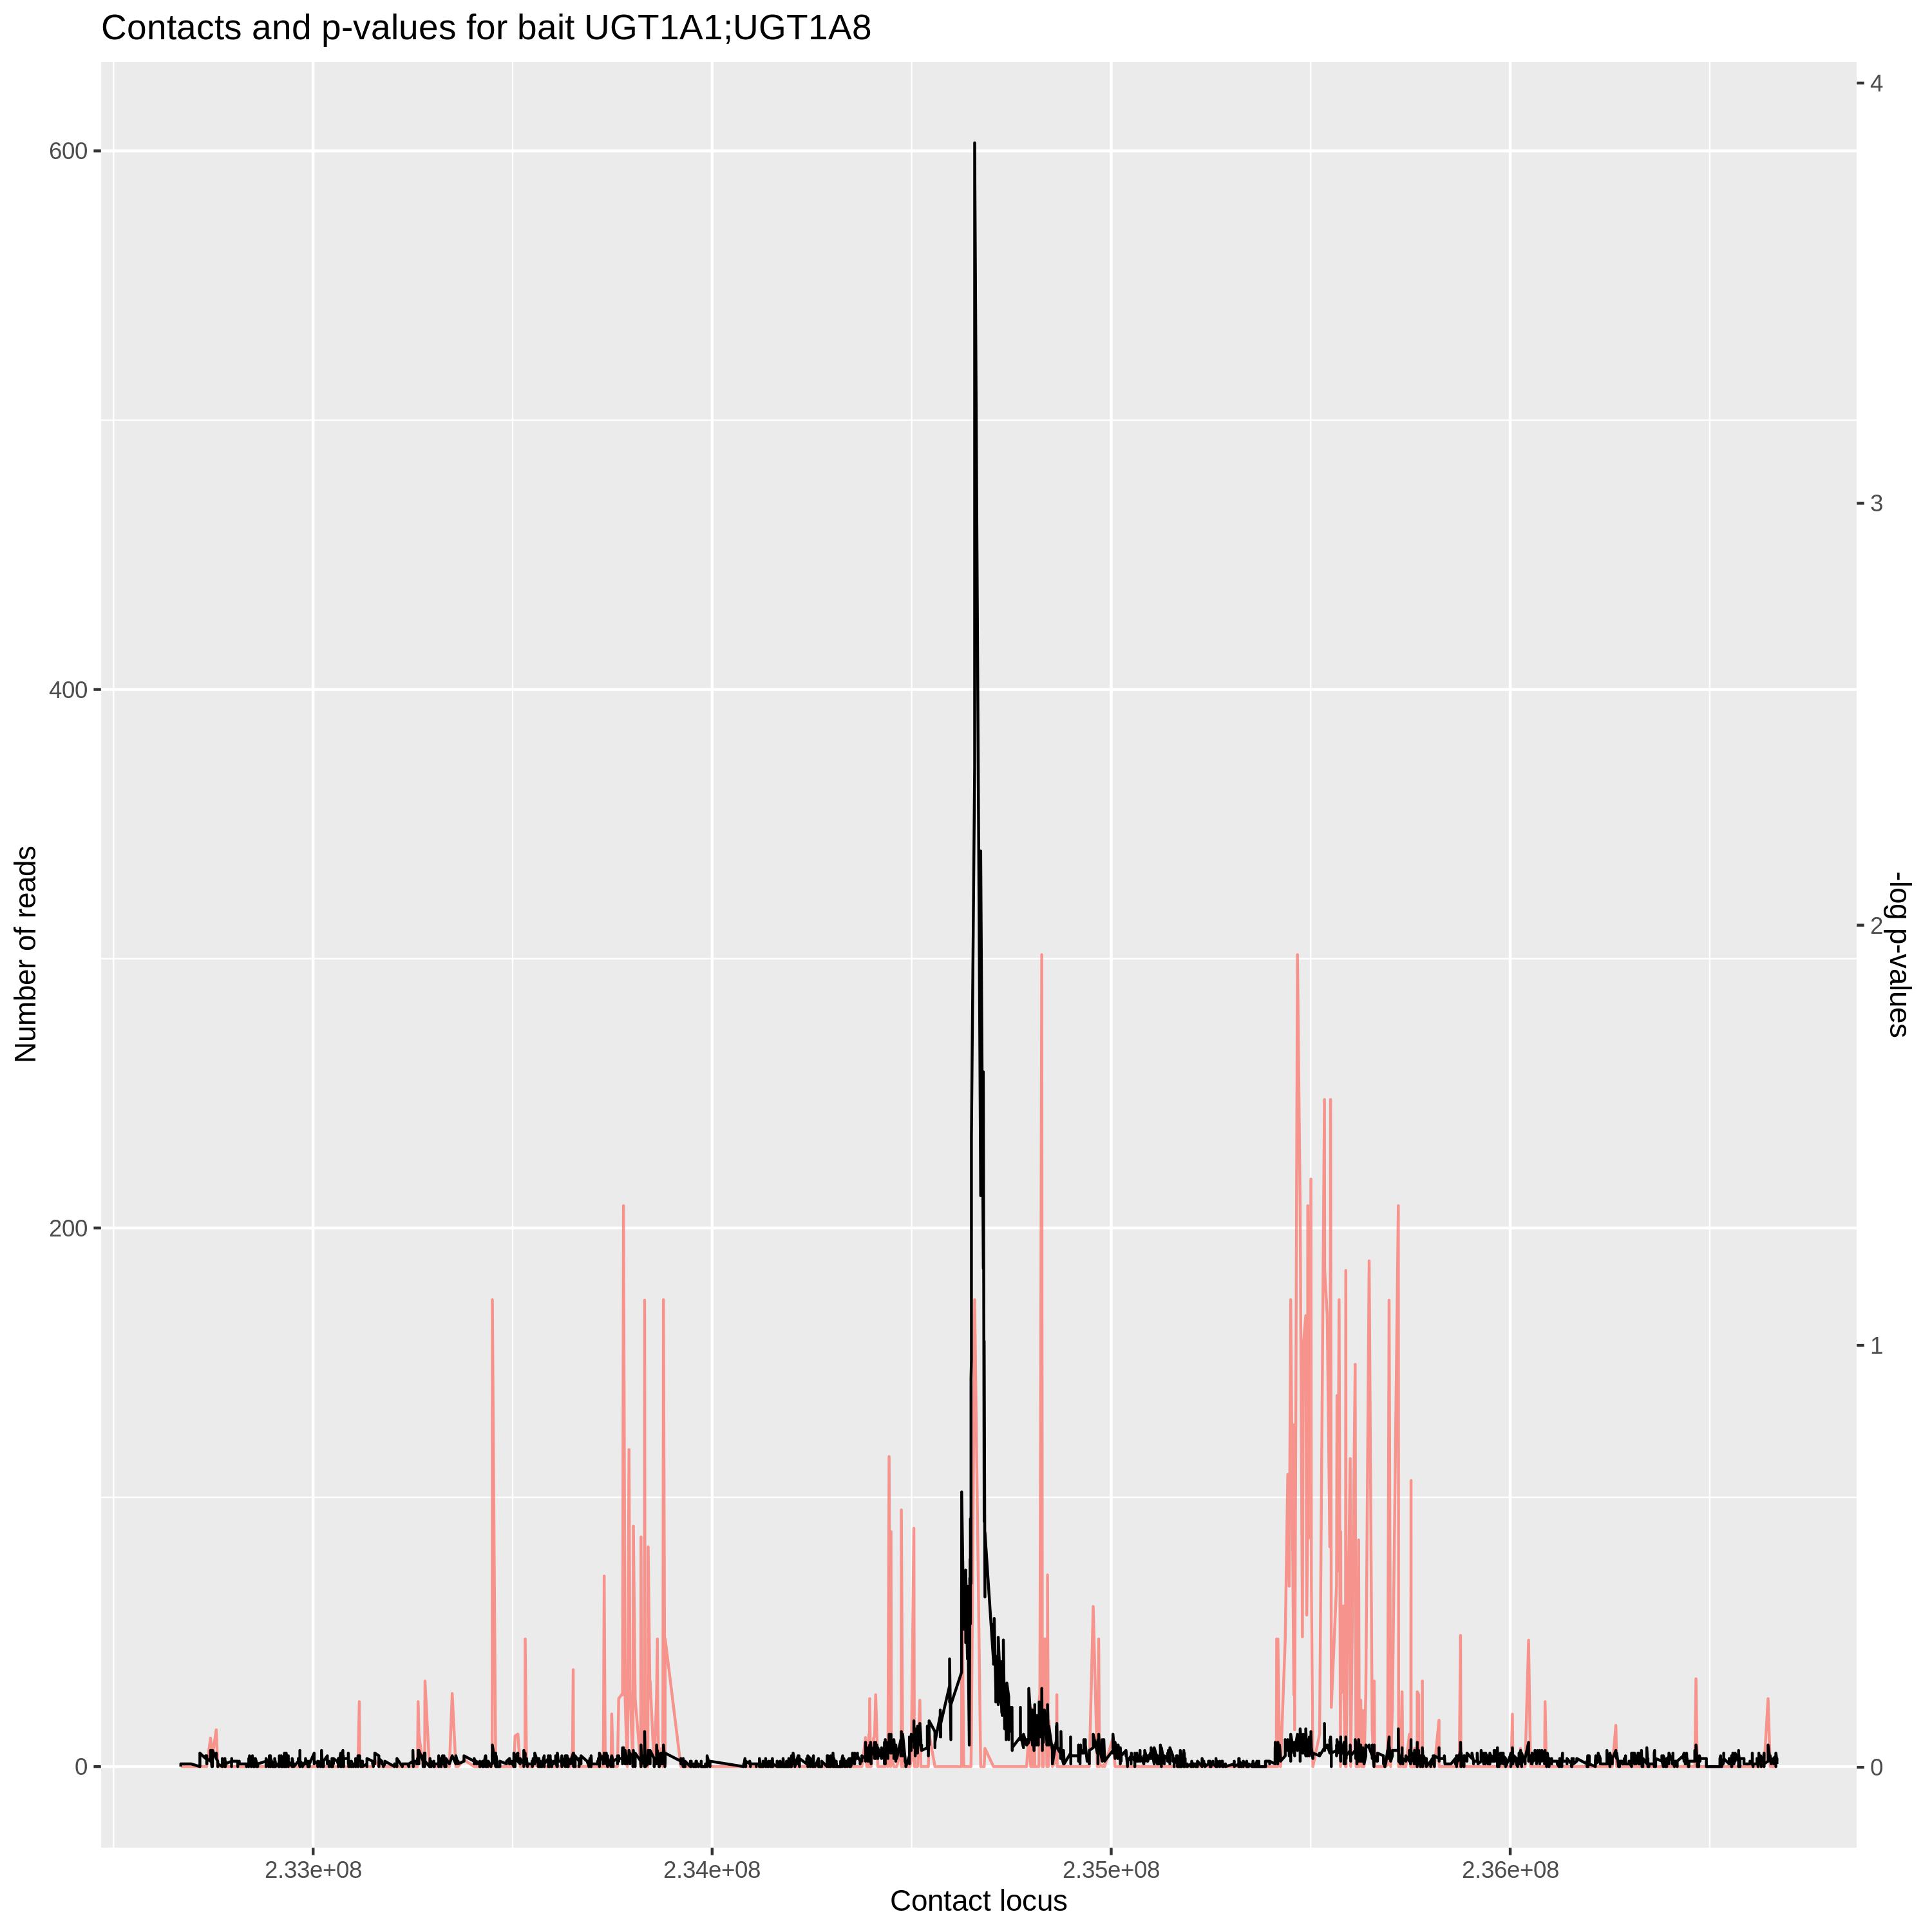 Contacts and p-values for bait UGT1A1;UGT1A8
600
400
200
0
Number of reads
4
3
2
1
0
-log p-values
2.33e+08
2.34e+08
2.35e+08
2.36e+08
Contact locus